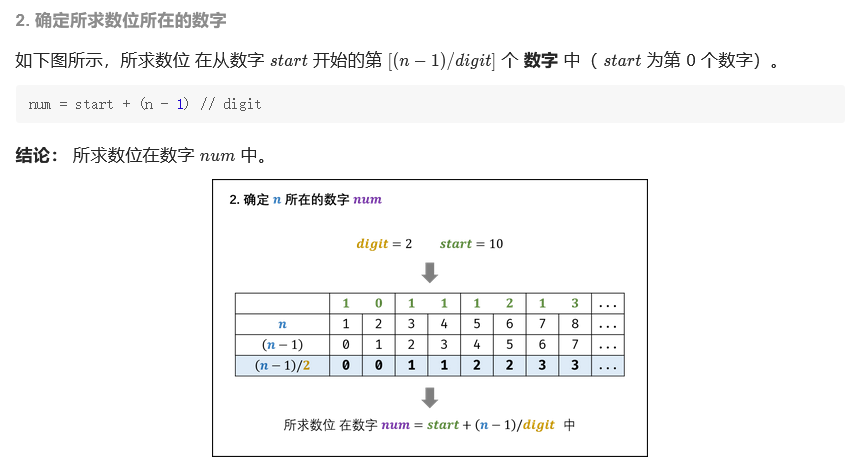 2. 确定所求数位所在的数字
如下图所示，所求数位 在从数字 start 开始的第 [(n − 1)/digit] 个 数字 中（ start 为第 0 个数字）。
num = start + (n - 1) // digit
结论： 所求数位在数字 num 中。
2. 确定 n 所在的数字 num
digit = 2 start = 10
1 0 1 1 1 2 1 3 ...
n 1 2 3 4 5 6 7 8 ...
(n − 1) 0 1 2 3 4 5 6 7 ...
(n − 1)/2 0 0 1 1 2 2 3 3 ...
所求数位 在数字 num = start + (n − 1)/digit 中